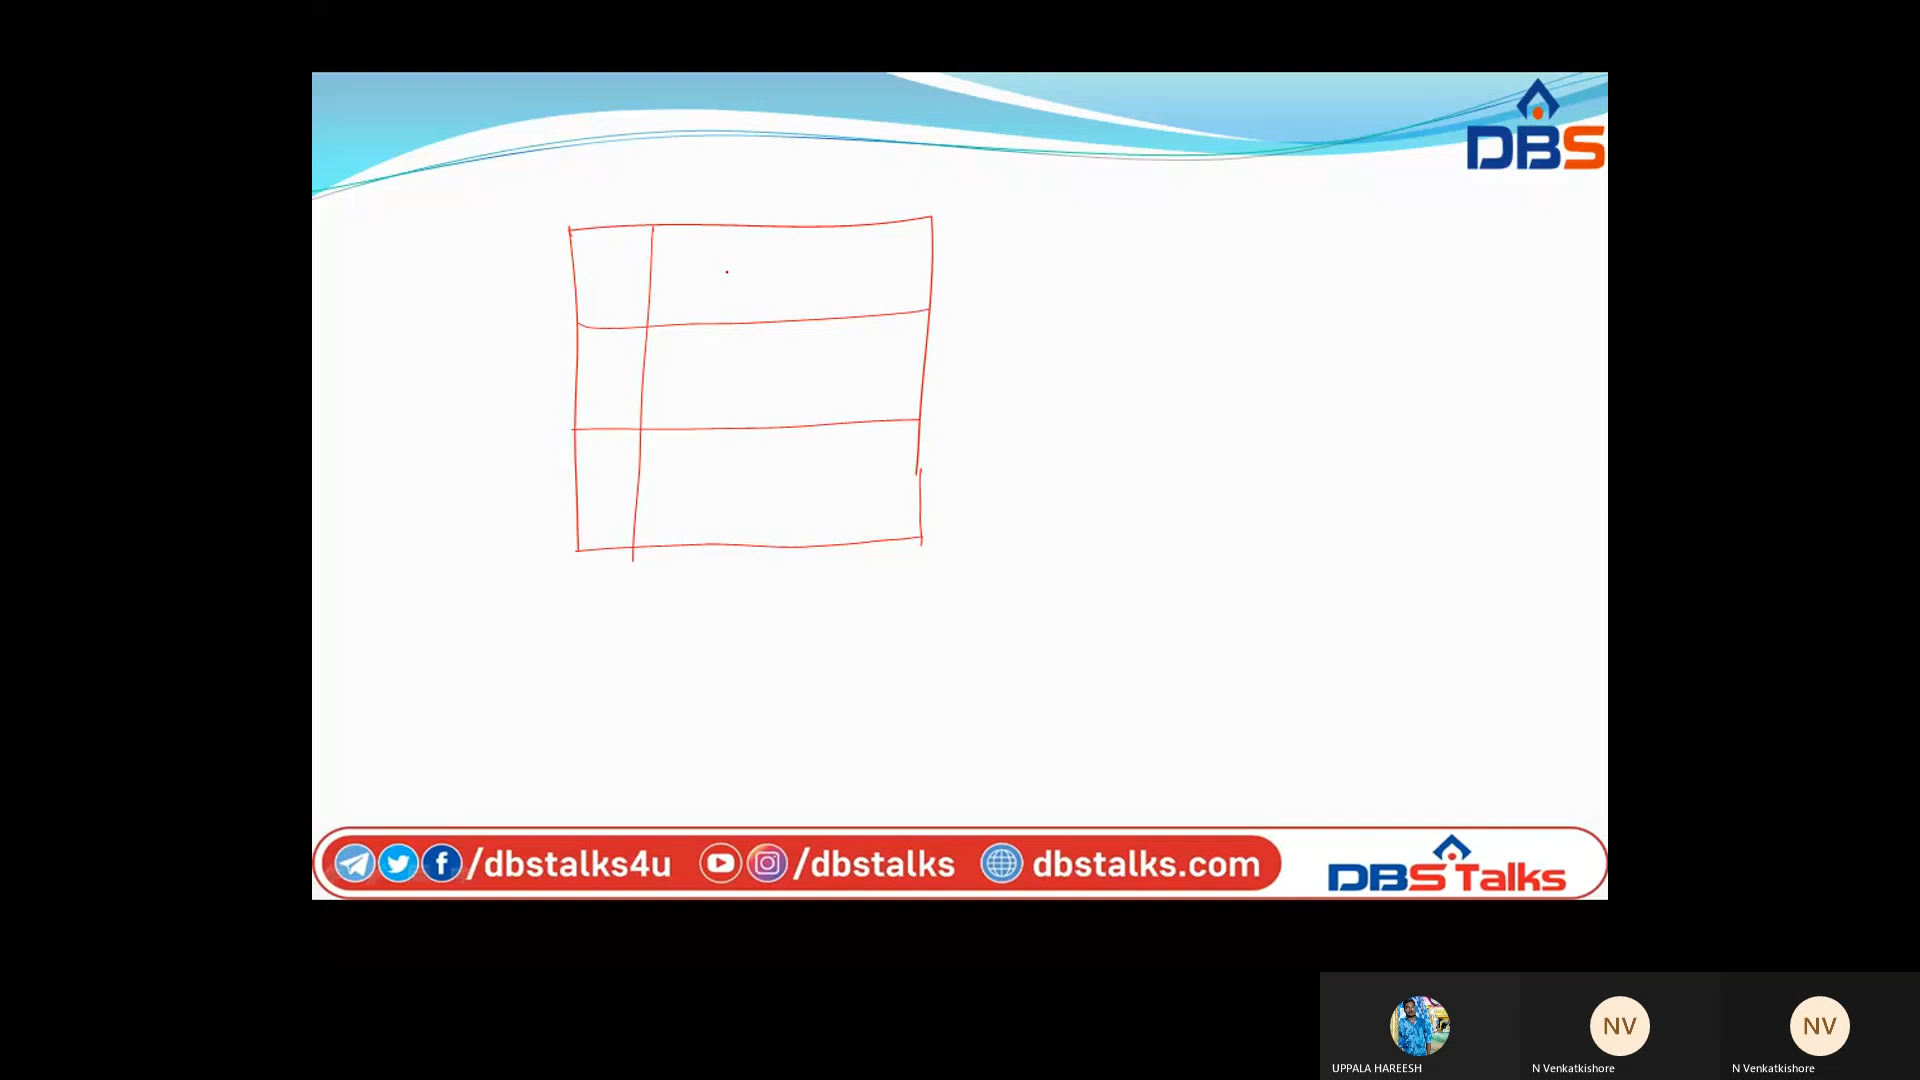 DBS
/dbstalks4u /dbstalks dbstalks.com DBS Talks
NV NV
UPPALA HAREESH N Venkatkishore N Venkatkishore